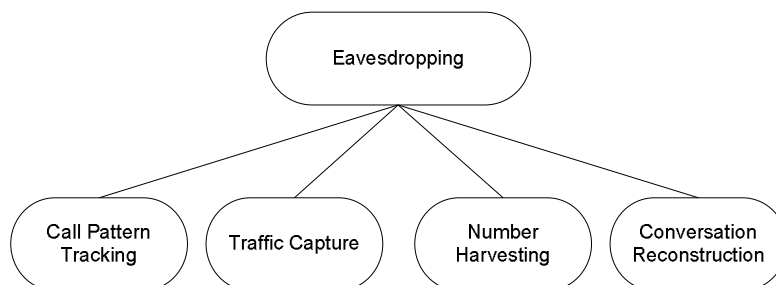 Eavesdropping
Call Pattern
Tracking
Traffic Capture
Number
Harvesting
Conversation
Reconstruction